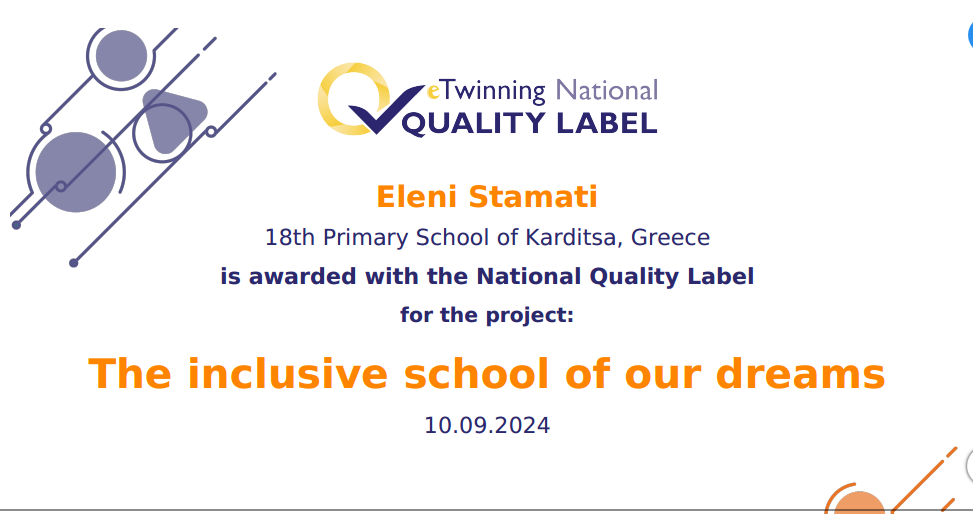 eTwinning National
QUALITY LABEL
Eleni Stamati
18th Primary School of Karditsa, Greece
is awarded with the National Quality Label
for the project:
The inclusive school of our dreams
10.09.2024